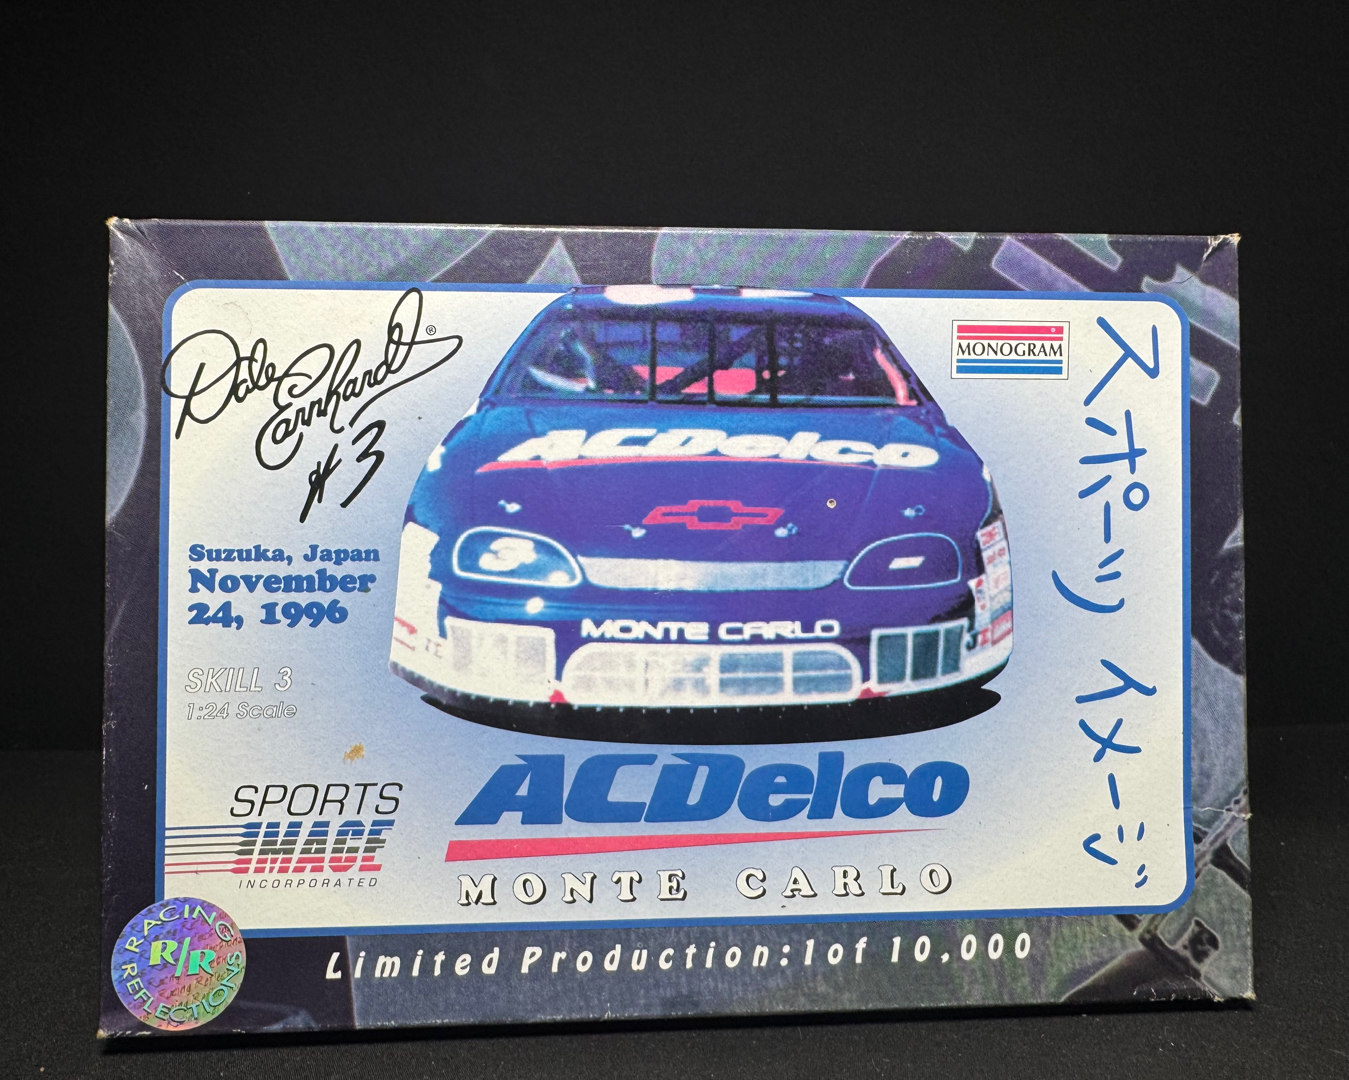 Dale
Earnhardt®
#3
MONOGRAM
スポーツ イメージ
ACDelco
3
MONTE CARLO
Suzuka, Japan
November
24, 1996
SKILL 3
1:24 Scale
SPORTS
IMAGE
INCORPORATED
ACDelco
MONTE CARLO
RACING
R/R
REFLECTIONS
Limited Production:1of 10,000